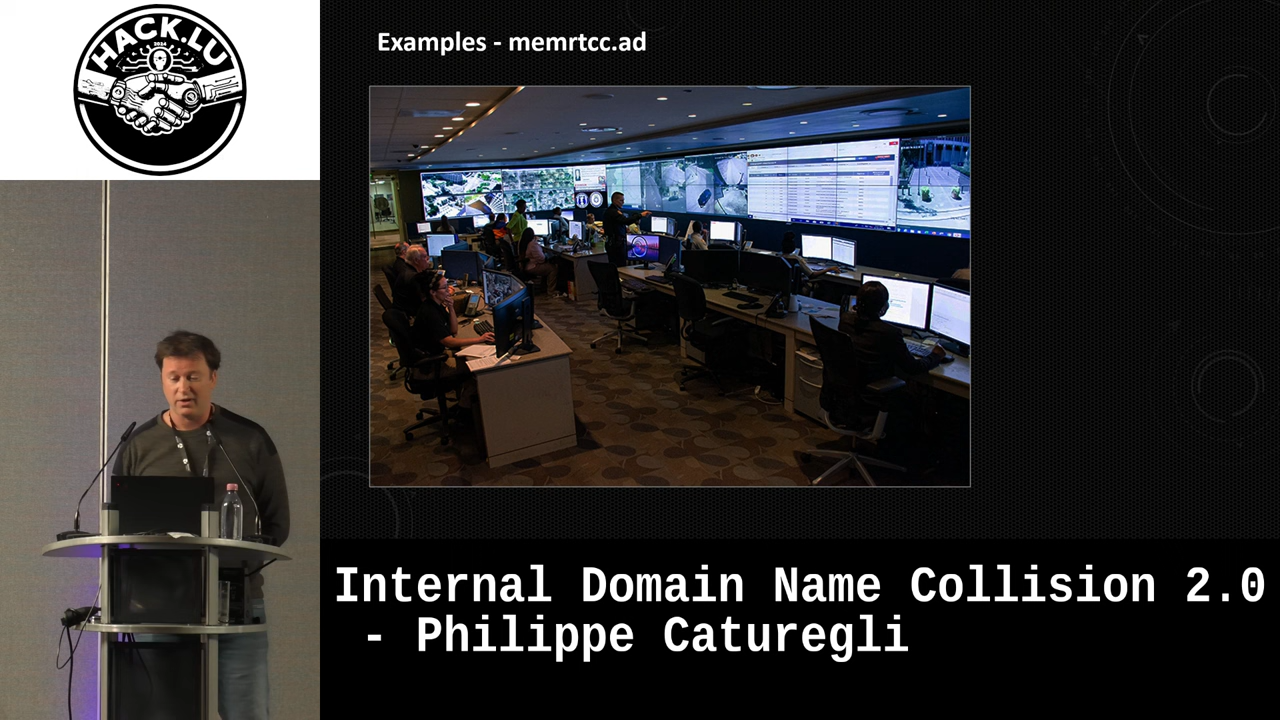 HACK.LU
2024
Examples - memrtcc.ad
Internal Domain Name Collision 2.0
- Philippe Caturegli